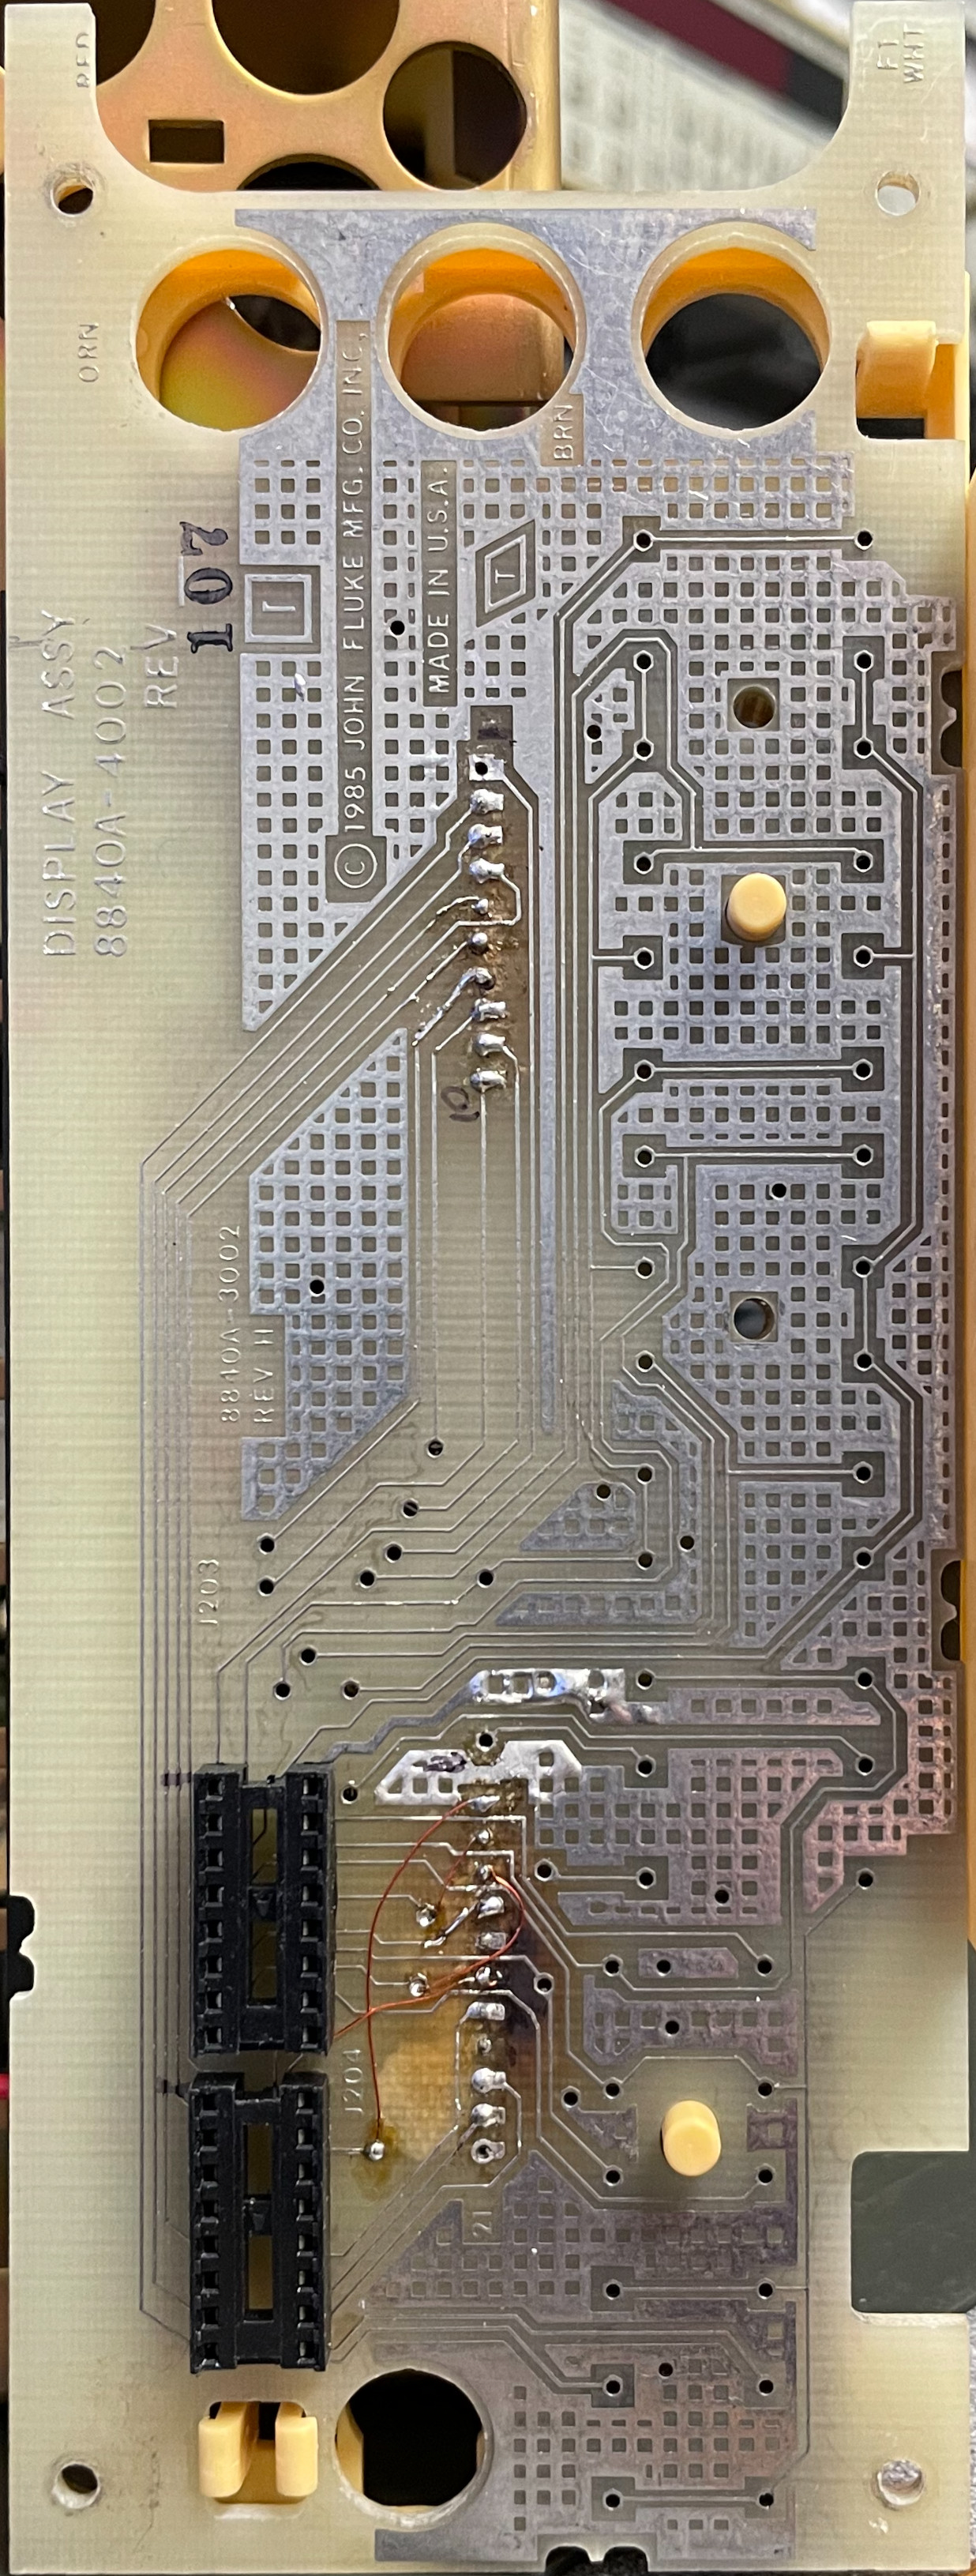 RED
F1
WHT
ORN
BRN
© 1985 JOHN FLUKE MFG. CO. INC,
MADE IN U.S.A.
T
I
102
DISPLAY ASSY
8840A-4002
REV
10
8840A-3002
REV H
J203
J204
21